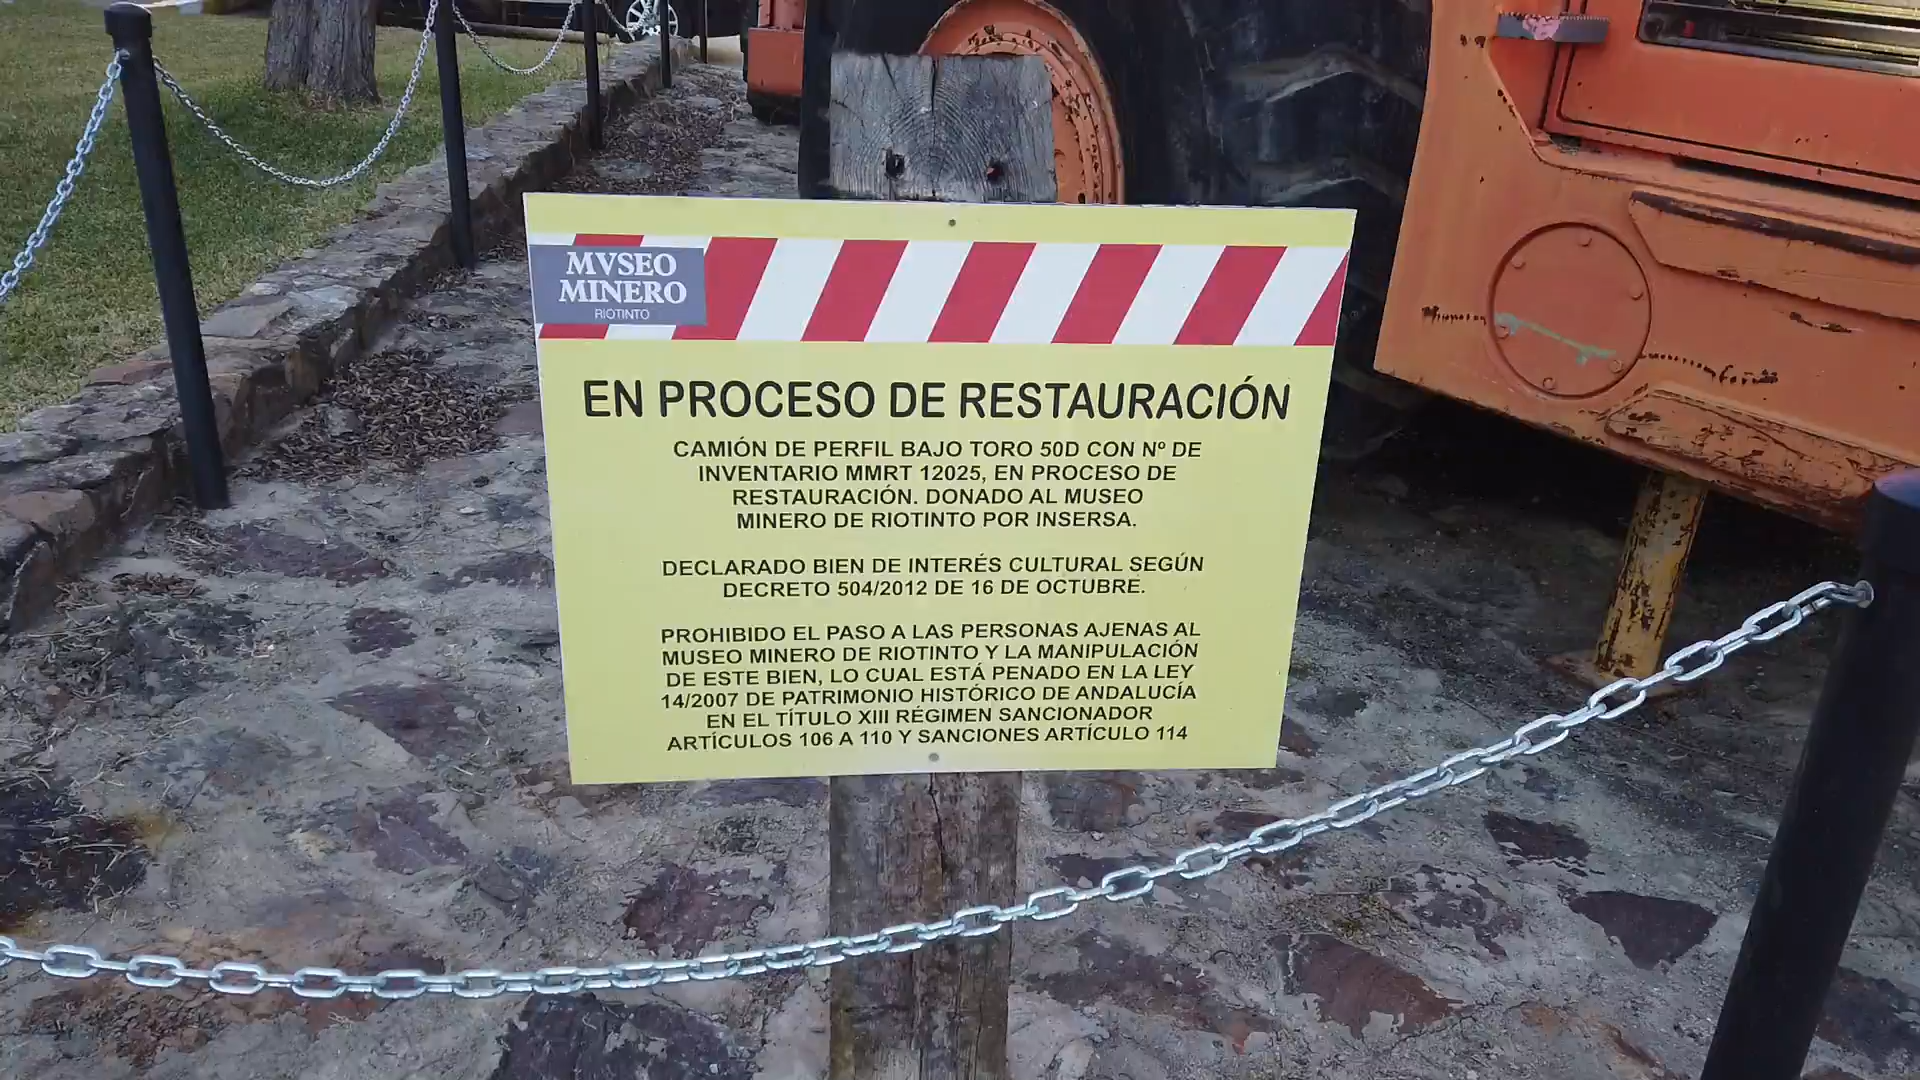 MVSEO
MINERO
RIOTINTO
EN PROCESO DE RESTAURACIÓN
CAMIÓN DE PERFIL BAJO TORO 50D CON Nº DE
INVENTARIO MMRT 12025, EN PROCESO DE
RESTAURACIÓN. DONADO AL MUSEO
MINERO DE RIOTINTO POR INSERSA.
DECLARADO BIEN DE INTERÉS CULTURAL SEGÚN
DECRETO 504/2012 DE 16 DE OCTUBRE.
PROHIBIDO EL PASO A LAS PERSONAS AJENAS AL
MUSEO MINERO DE RIOTINTO Y LA MANIPULACIÓN
DE ESTE BIEN, LO CUAL ESTÁ PENADO EN LA LEY
14/2007 DE PATRIMONIO HISTÓRICO DE ANDALUCÍA
EN EL TÍTULO XIII RÉGIMEN SANCIONADOR
ARTÍCULOS 106 A 110 Y SANCIONES ARTÍCULO 114